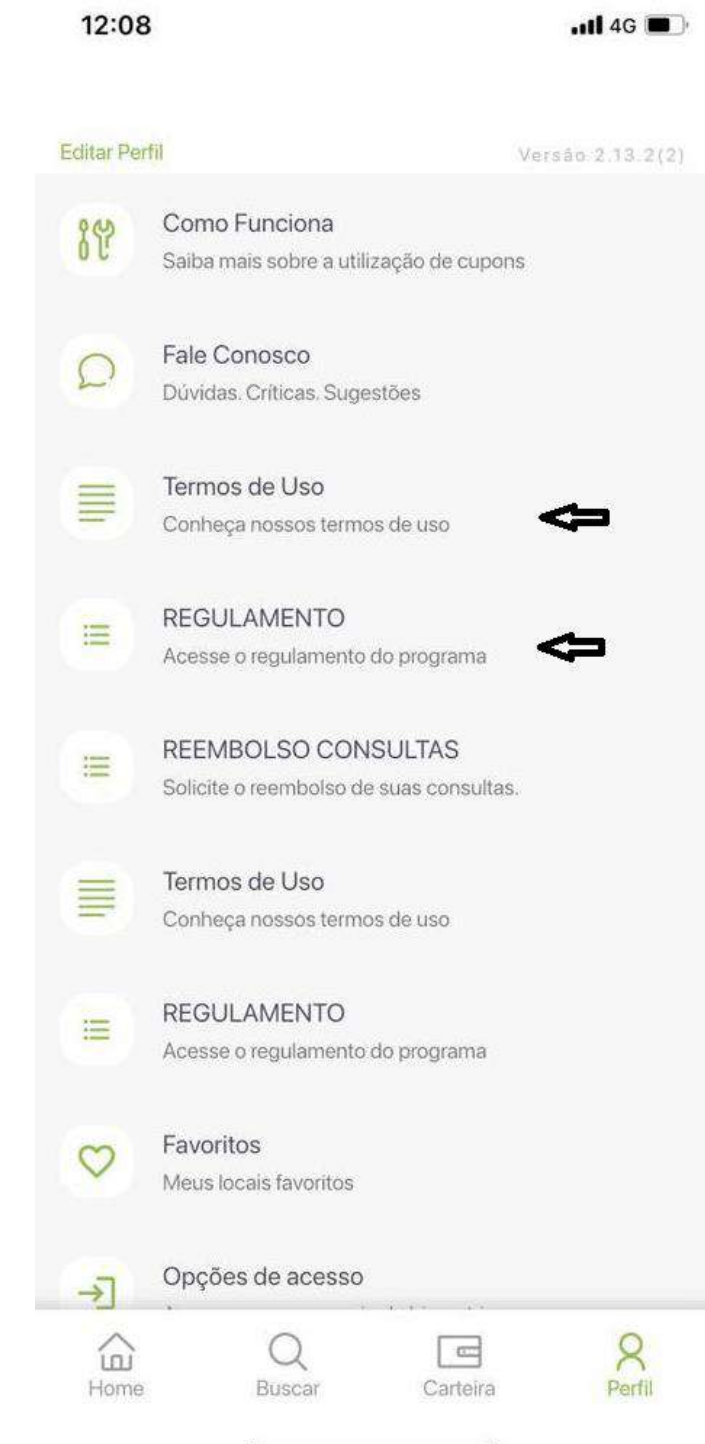 12:08
4G
Editar Perfil
Versão 2.13.2(2)
Como Funciona
Saiba mais sobre a utilização de cupons
Fale Conosco
Dúvidas. Críticas. Sugestões
Termos de Uso
Conheça nossos termos de uso
REGULAMENTO
Acesse o regulamento do programa
REEMBOLSO CONSULTAS
Solicite o reembolso de suas consultas.
Termos de Uso
Conheça nossos termos de uso
REGULAMENTO
Acesse o regulamento do programa
Favoritos
Meus locais favoritos
Opções de acesso
Home
Buscar
Carteira
Perfil